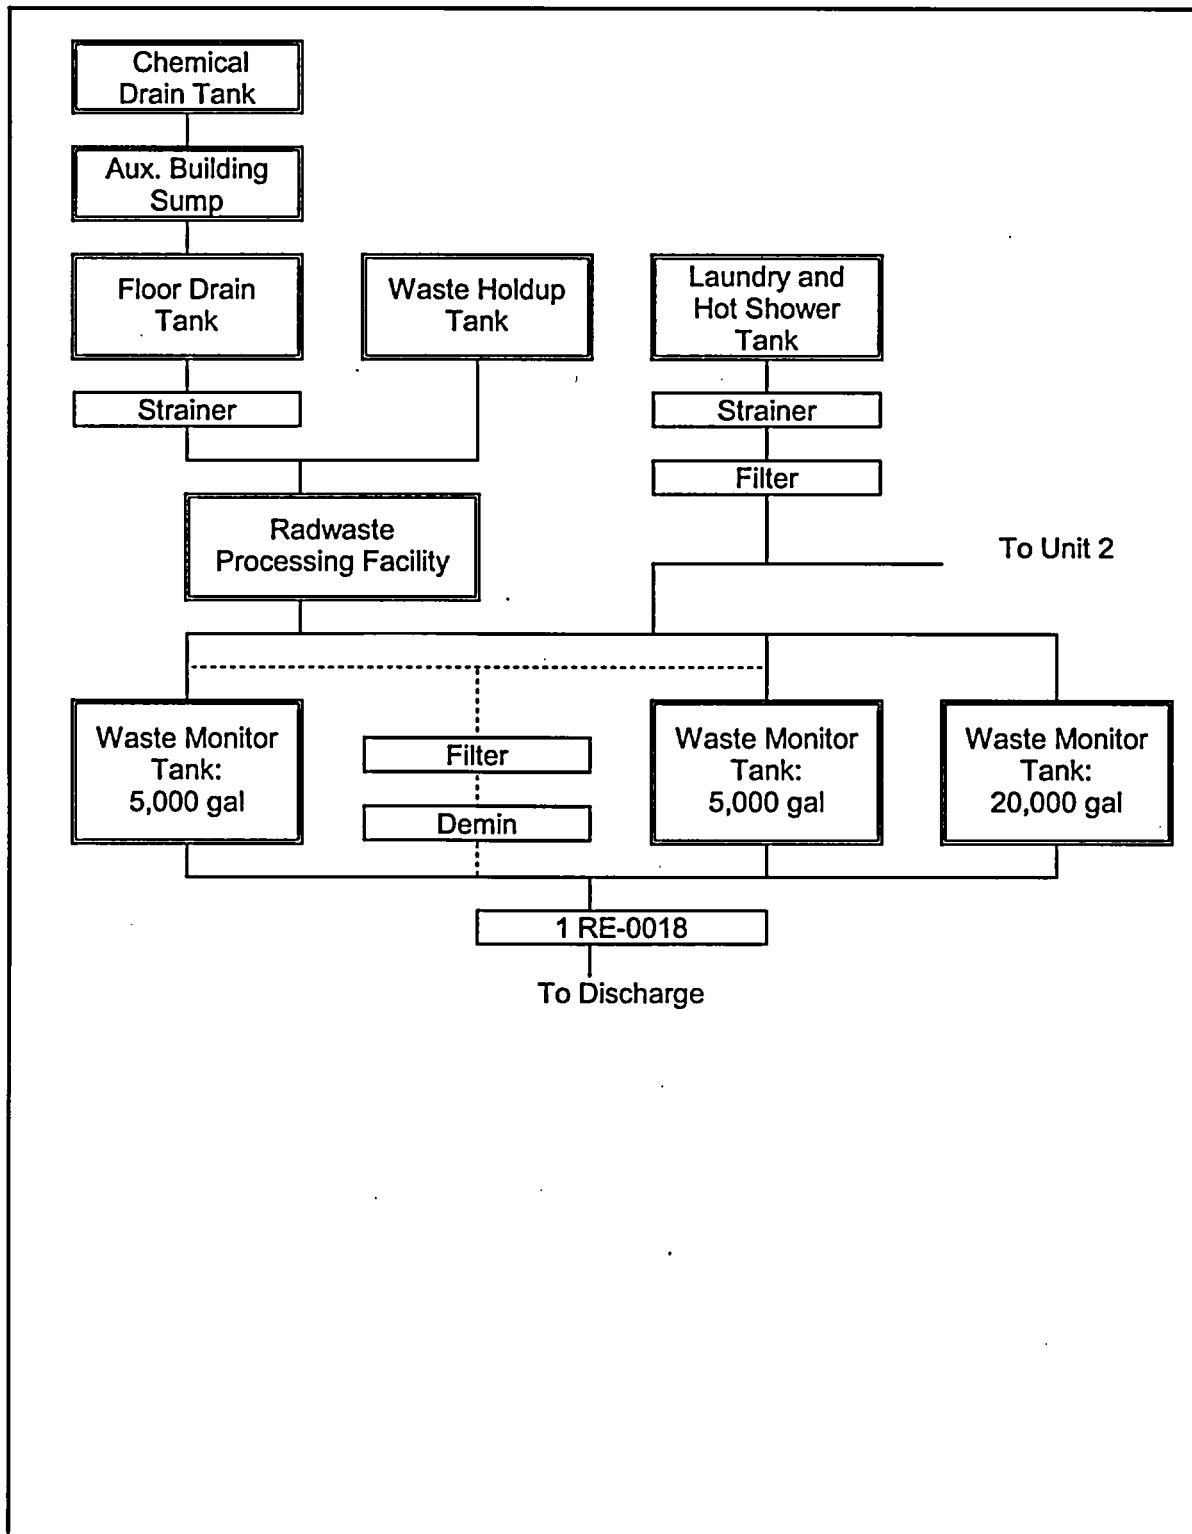 Chemical
Drain Tank
Aux. Building
Sump
Floor Drain
Tank
Waste Holdup
Tank
Laundry and
Hot Shower
Tank
Strainer
Strainer
Filter
Radwaste
Processing Facility
To Unit 2
Waste Monitor
Tank:
5,000 gal
Filter
Demin
Waste Monitor
Tank:
5,000 gal
Waste Monitor
Tank:
20,000 gal
1 RE-0018
To Discharge